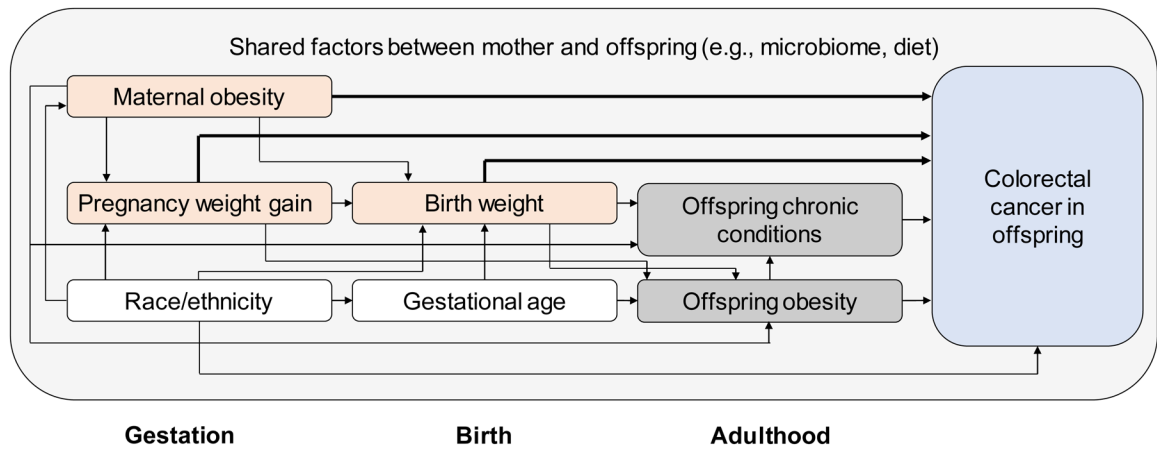 Shared factors between mother and offspring (e.g., microbiome, diet)
Maternal obesity
Pregnancy weight gain
Birth weight
Offspring chronic
conditions
Colorectal
cancer in
offspring
Race/ethnicity
Gestational age
Offspring obesity
Gestation
Birth
Adulthood